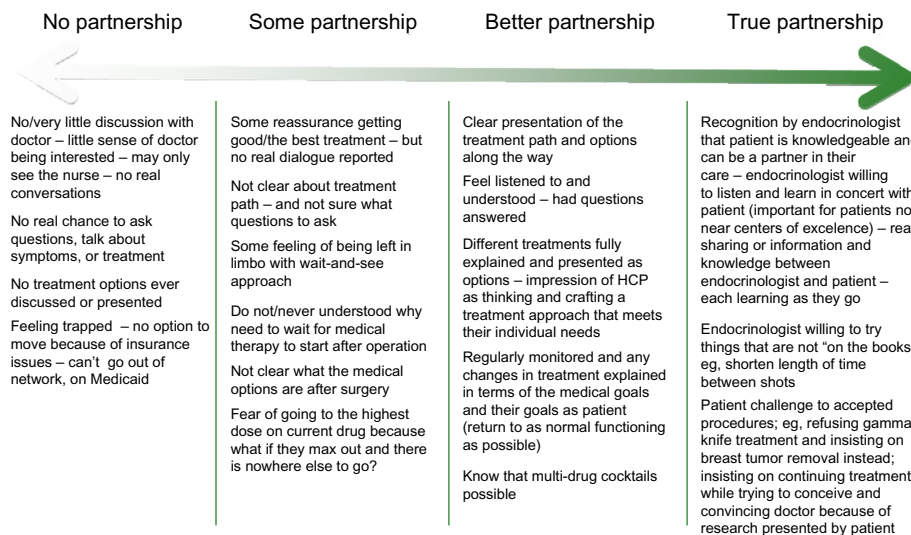 No partnership
Some partnership
Better partnership
True partnership
No/very little discussion with
doctor – little sense of doctor
being interested – may only
see the nurse – no real
conversations
No real chance to ask
questions, talk about
symptoms, or treatment
No treatment options ever
discussed or presented
Feeling trapped – no option to
move because of insurance
issues – can't go out of
network, on Medicaid
Some reassurance getting
good/the best treatment – but
no real dialogue reported
Not clear about treatment
path – and not sure what
questions to ask
Some feeling of being left in
limbo with wait-and-see
approach
Do not/never understood why
need to wait for medical
therapy to start after operation
Not clear what the medical
options are after surgery
Fear of going to the highest
dose on current drug because
what if they max out and there
is nowhere else to go?
Clear presentation of the
treatment path and options
along the way
Feel listened to and
understood – had questions
answered
Different treatments fully
explained and presented as
options – impression of HCP
as thinking and crafting a
treatment approach that meets
their individual needs
Regularly monitored and any
changes in treatment explained
in terms of the medical goals
and their goals as patient
(return to as normal functioning
as possible)
Know that multi-drug cocktails
possible
Recognition by endocrinologist
that patient is knowledgeable an
can be a partner in their
care – endocrinologist willing
to listen and learn in concert with
patient (important for patients no
near centers of excelence) – rea
sharing or information and
knowledge between
endocrinologist and patient –
each learning as they go
Endocrinologist willing to try
things that are not “on the books
eg, shorten length of time
between shots
Patient challenge to accepted
procedures; eg, refusing gamma
knife treatment and insisting on
breast tumor removal instead;
insisting on continuing treatment
while trying to conceive and
convincing doctor because of
research presented by patient